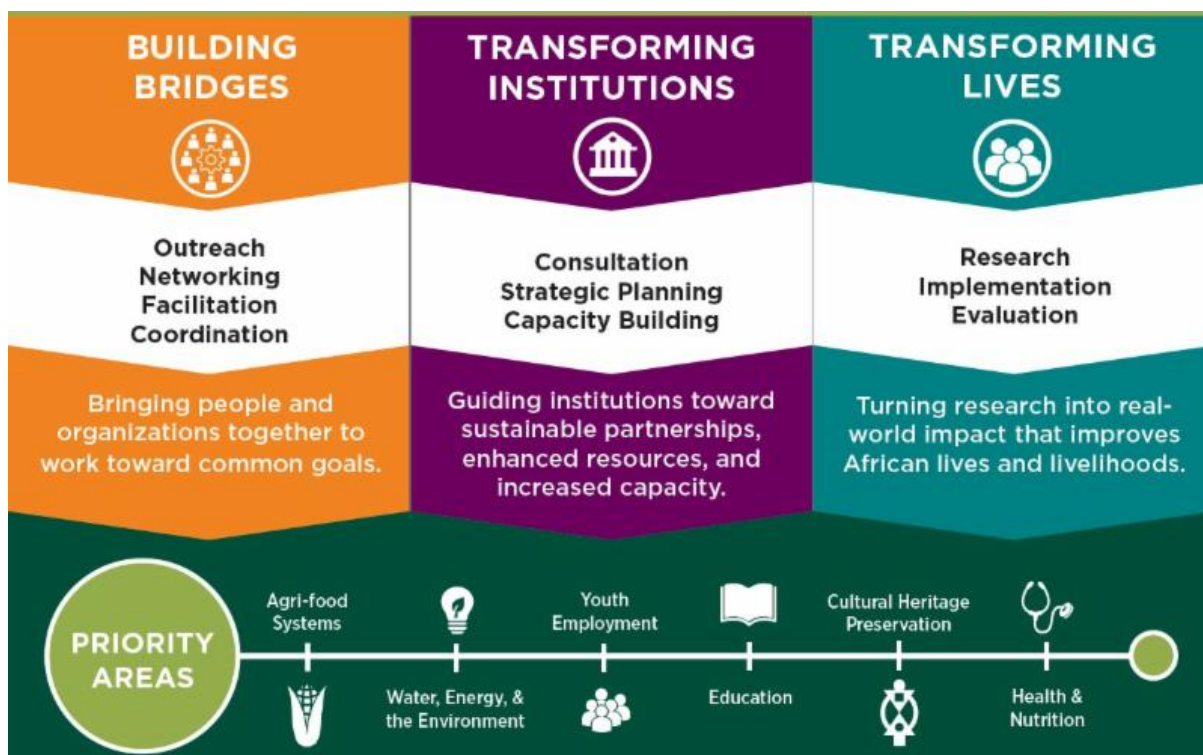 BUILDING
BRIDGES
Outreach
Networking
Facilitation
Coordination
Bringing people and
organizations together to
work toward common goals.
TRANSFORMING
INSTITUTIONS
Consultation
Strategic Planning
Capacity Building
Guiding institutions toward
sustainable partnerships,
enhanced resources, and
increased capacity.
TRANSFORMING
LIVES
Research
Implementation
Evaluation
Turning research into real-
world impact that improves
African lives and livelihoods.
PRIORITY
AREAS
Agri-food
Systems
Water, Energy, &
the Environment
Youth
Employment
Education
Cultural Heritage
Preservation
Health &
Nutrition